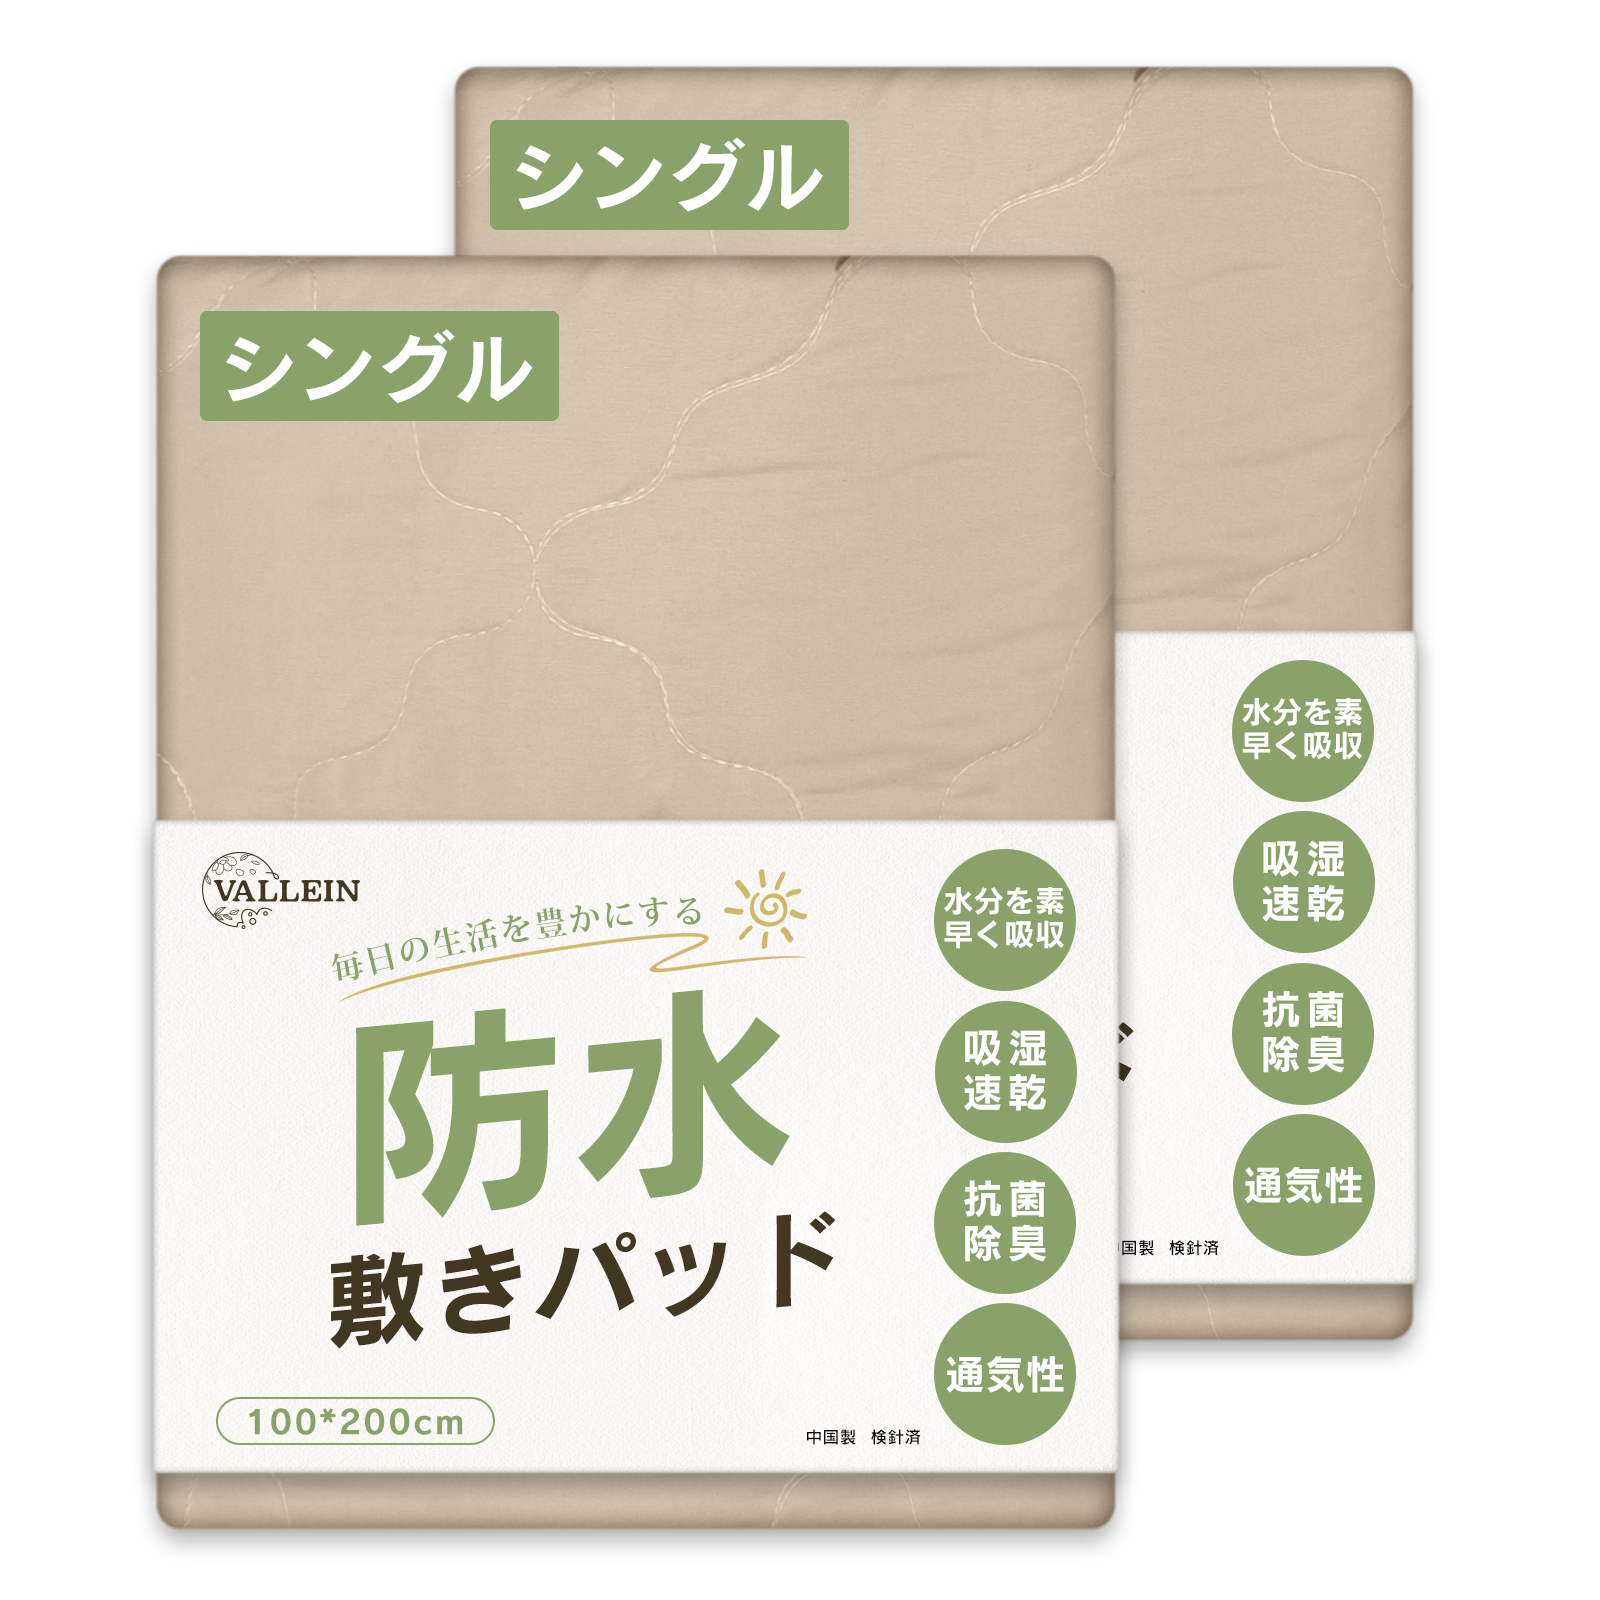 シングル
シングル
VALLEIN
毎日の生活を豊かにする
防水
敷きパッド
100*200cm
中国製 検針済
水分を素
早く吸収
吸湿
速乾
抗菌
除臭
通気性
水分を素
早く吸収
吸湿
速乾
抗菌
除臭
通気性
国製 検針済